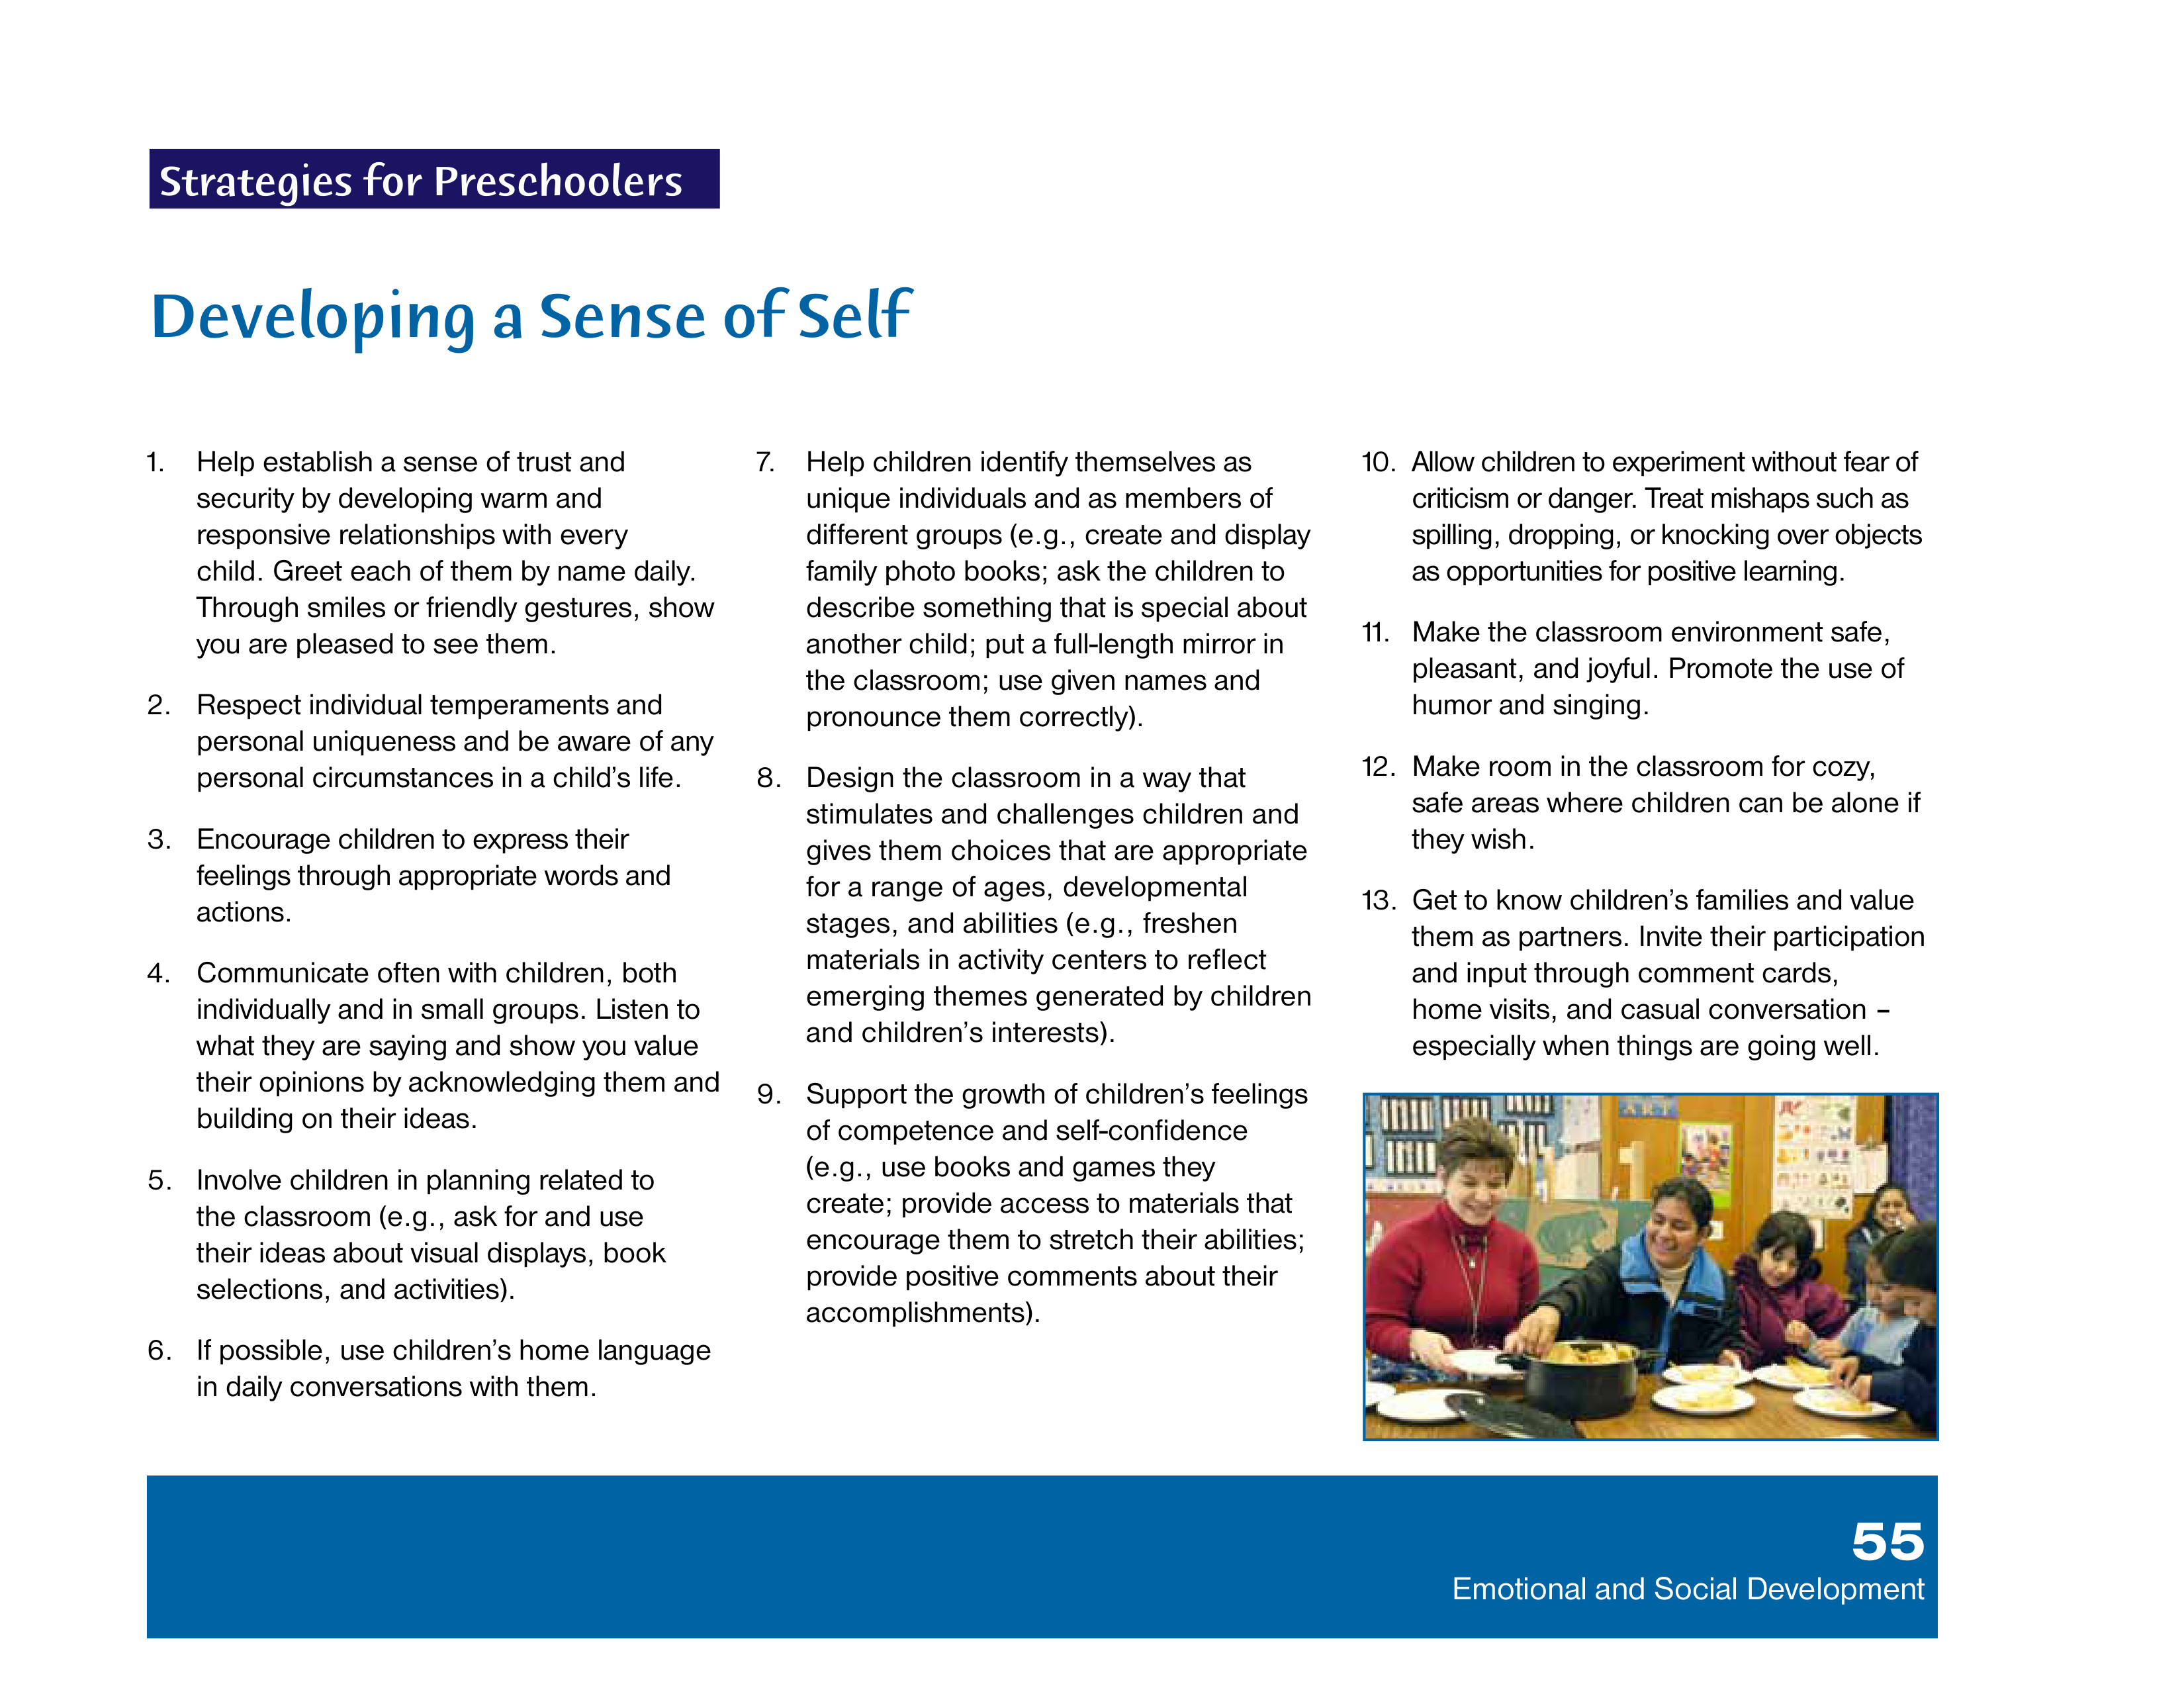 Strategies for Preschoolers
Developing a Sense of Self
1. Help establish a sense of trust and
security by developing warm and
responsive relationships with every
child. Greet each of them by name daily.
Through smiles or friendly gestures, show
you are pleased to see them.
2. Respect individual temperaments and
personal uniqueness and be aware of any
personal circumstances in a child’s life.
3. Encourage children to express their
feelings through appropriate words and
actions.
4. Communicate often with children, both
individually and in small groups. Listen to
what they are saying and show you value
their opinions by acknowledging them and
building on their ideas.
5. Involve children in planning related to
the classroom (e.g., ask for and use
their ideas about visual displays, book
selections, and activities).
6. If possible, use children’s home language
in daily conversations with them.
7. Help children identify themselves as
unique individuals and as members of
different groups (e.g., create and display
family photo books; ask the children to
describe something that is special about
another child; put a full-length mirror in
the classroom; use given names and
pronounce them correctly).
8. Design the classroom in a way that
stimulates and challenges children and
gives them choices that are appropriate
for a range of ages, developmental
stages, and abilities (e.g., freshen
materials in activity centers to reflect
emerging themes generated by children
and children’s interests).
9. Support the growth of children’s feelings
of competence and self-confidence
(e.g., use books and games they
create; provide access to materials that
encourage them to stretch their abilities;
provide positive comments about their
accomplishments).
10. Allow children to experiment without fear of
criticism or danger. Treat mishaps such as
spilling, dropping, or knocking over objects
as opportunities for positive learning.
11. Make the classroom environment safe,
pleasant, and joyful. Promote the use of
humor and singing.
12. Make room in the classroom for cozy,
safe areas where children can be alone if
they wish.
13. Get to know children’s families and value
them as partners. Invite their participation
and input through comment cards,
home visits, and casual conversation –
especially when things are going well.
ART
55
Emotional and Social Development